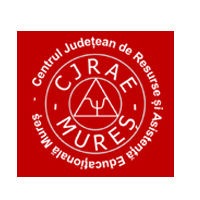 Centrul Județean de Resurse și Asistență Educațională Mureș -
CJRAE
MUREȘ